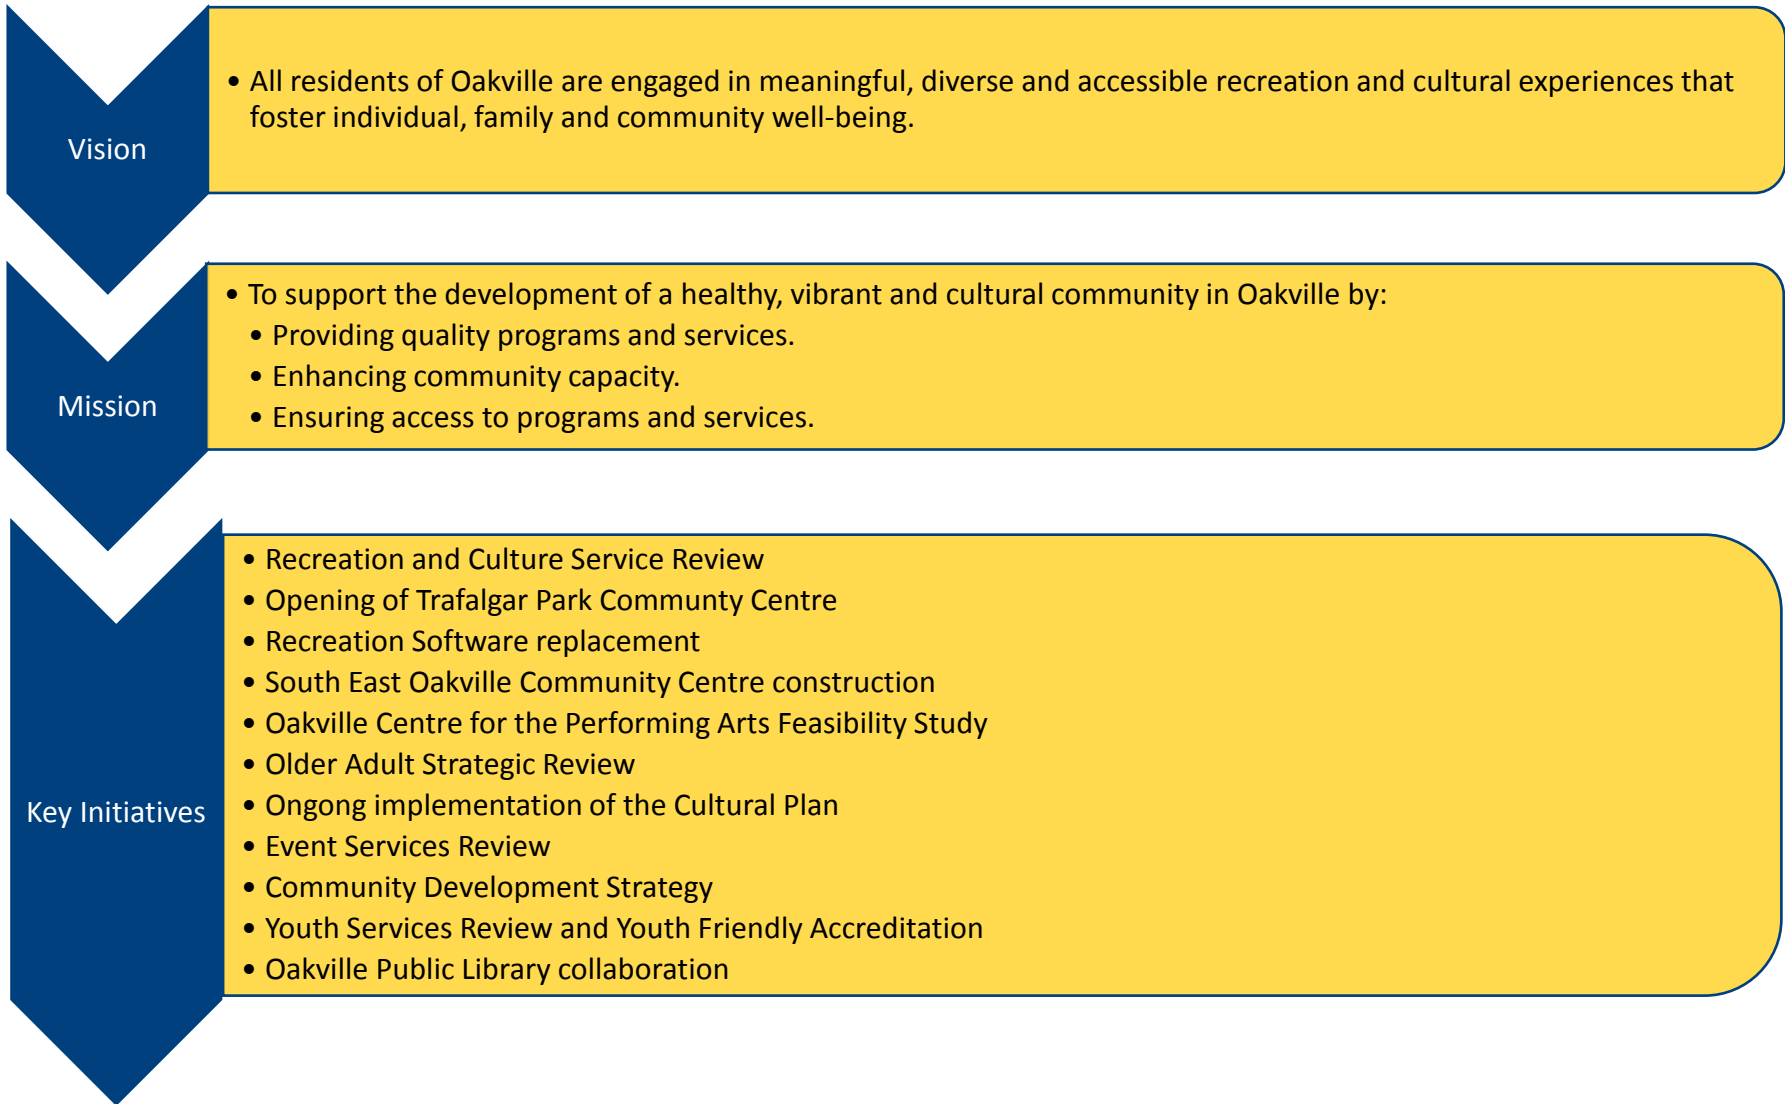 Vision
• All residents of Oakville are engaged in meaningful, diverse and accessible recreation and cultural experiences that
foster individual, family and community well-being.
Mission
• To support the development of a healthy, vibrant and cultural community in Oakville by:
• Providing quality programs and services.
• Enhancing community capacity.
• Ensuring access to programs and services.
Key Initiatives
• Recreation and Culture Service Review
• Opening of Trafalgar Park Communty Centre
• Recreation Software replacement
• South East Oakville Community Centre construction
• Oakville Centre for the Performing Arts Feasibility Study
• Older Adult Strategic Review
• Ongong implementation of the Cultural Plan
• Event Services Review
• Community Development Strategy
• Youth Services Review and Youth Friendly Accreditation
• Oakville Public Library collaboration